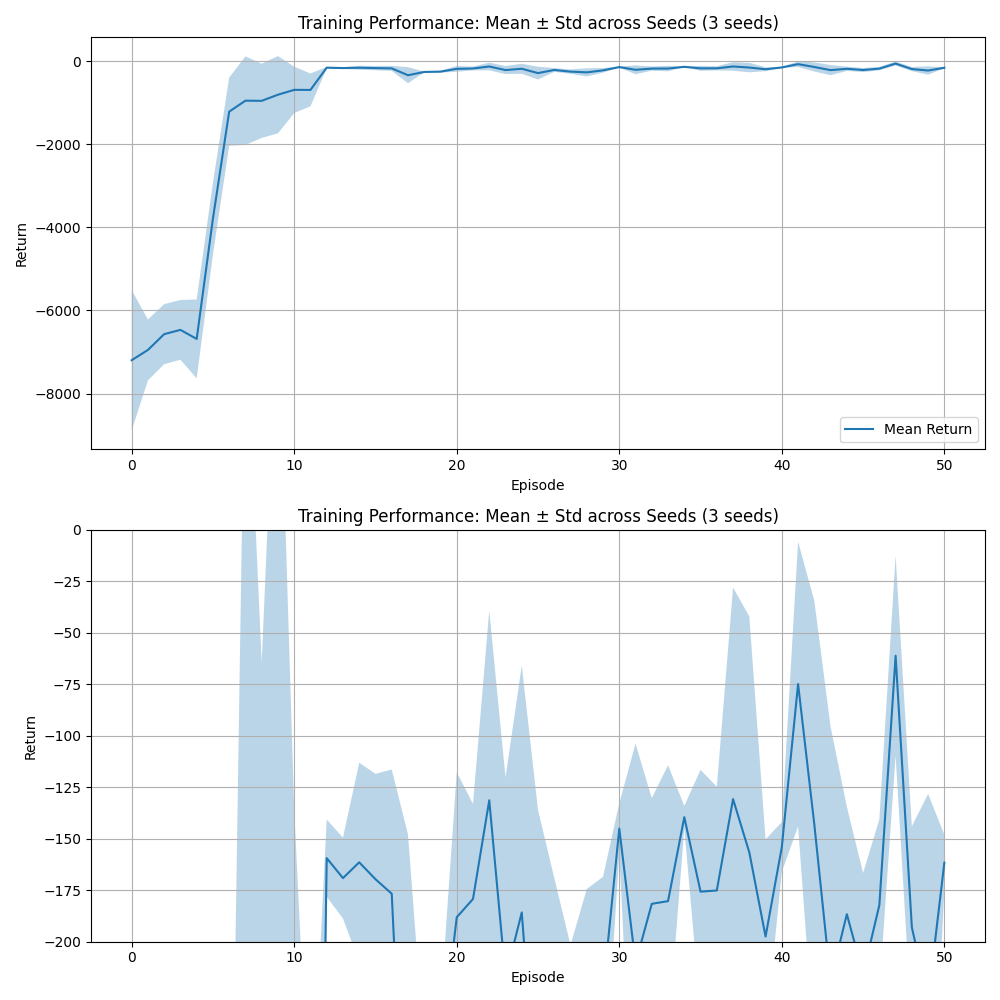 Training Performance: Mean ± Std across Seeds (3 seeds)
0
−2000
−4000
−6000
−8000
Return
Mean Return
0 10 20 30 40 50
Episode
Training Performance: Mean ± Std across Seeds (3 seeds)
0
−25
−50
−75
−100
−125
−150
−175
−200
Return
0 10 20 30 40 50
Episode